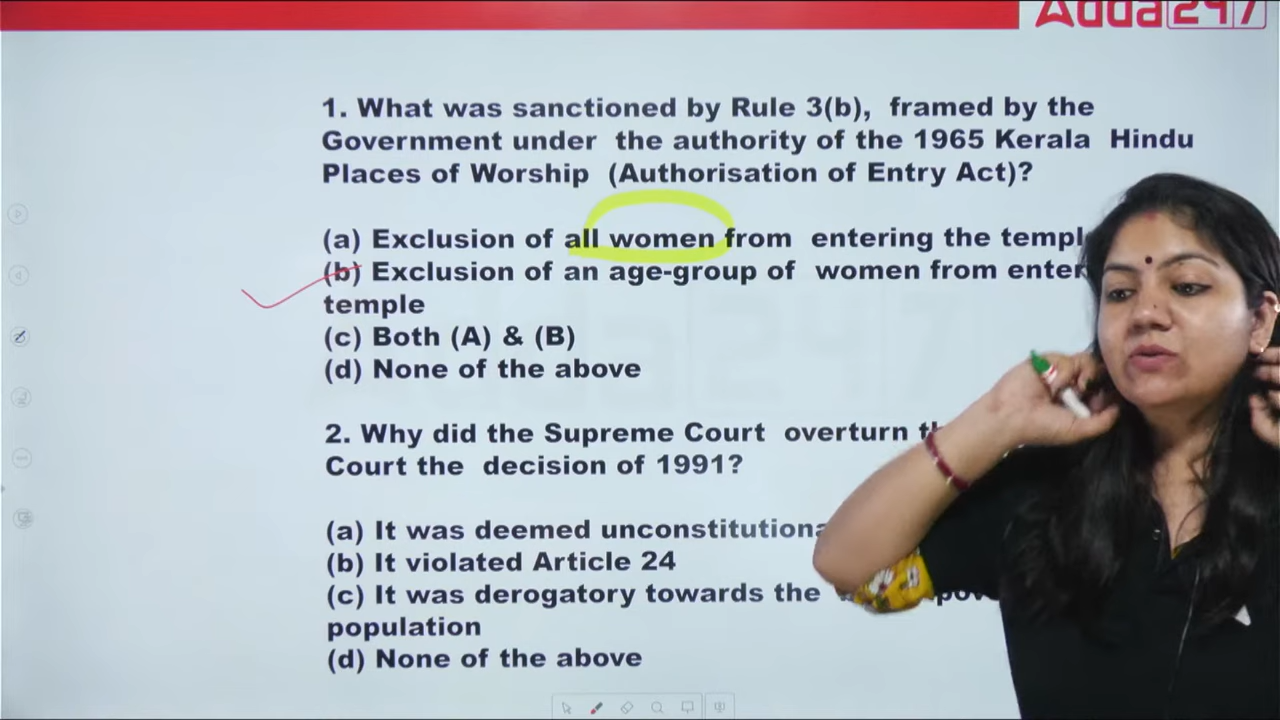 Adda247
1. What was sanctioned by Rule 3(b), framed by the
Government under the authority of the 1965 Kerala Hindu
Places of Worship (Authorisation of Entry Act)?
(a) Exclusion of all women from entering the templ
(b) Exclusion of an age-group of women from enter
temple
(c) Both (A) & (B)
(d) None of the above
2. Why did the Supreme Court overturn
Court the decision of 1991?
(a) It was deemed unconstitutiona
(b) It violated Article 24
(c) It was derogatory towards the
population
(d) None of the above